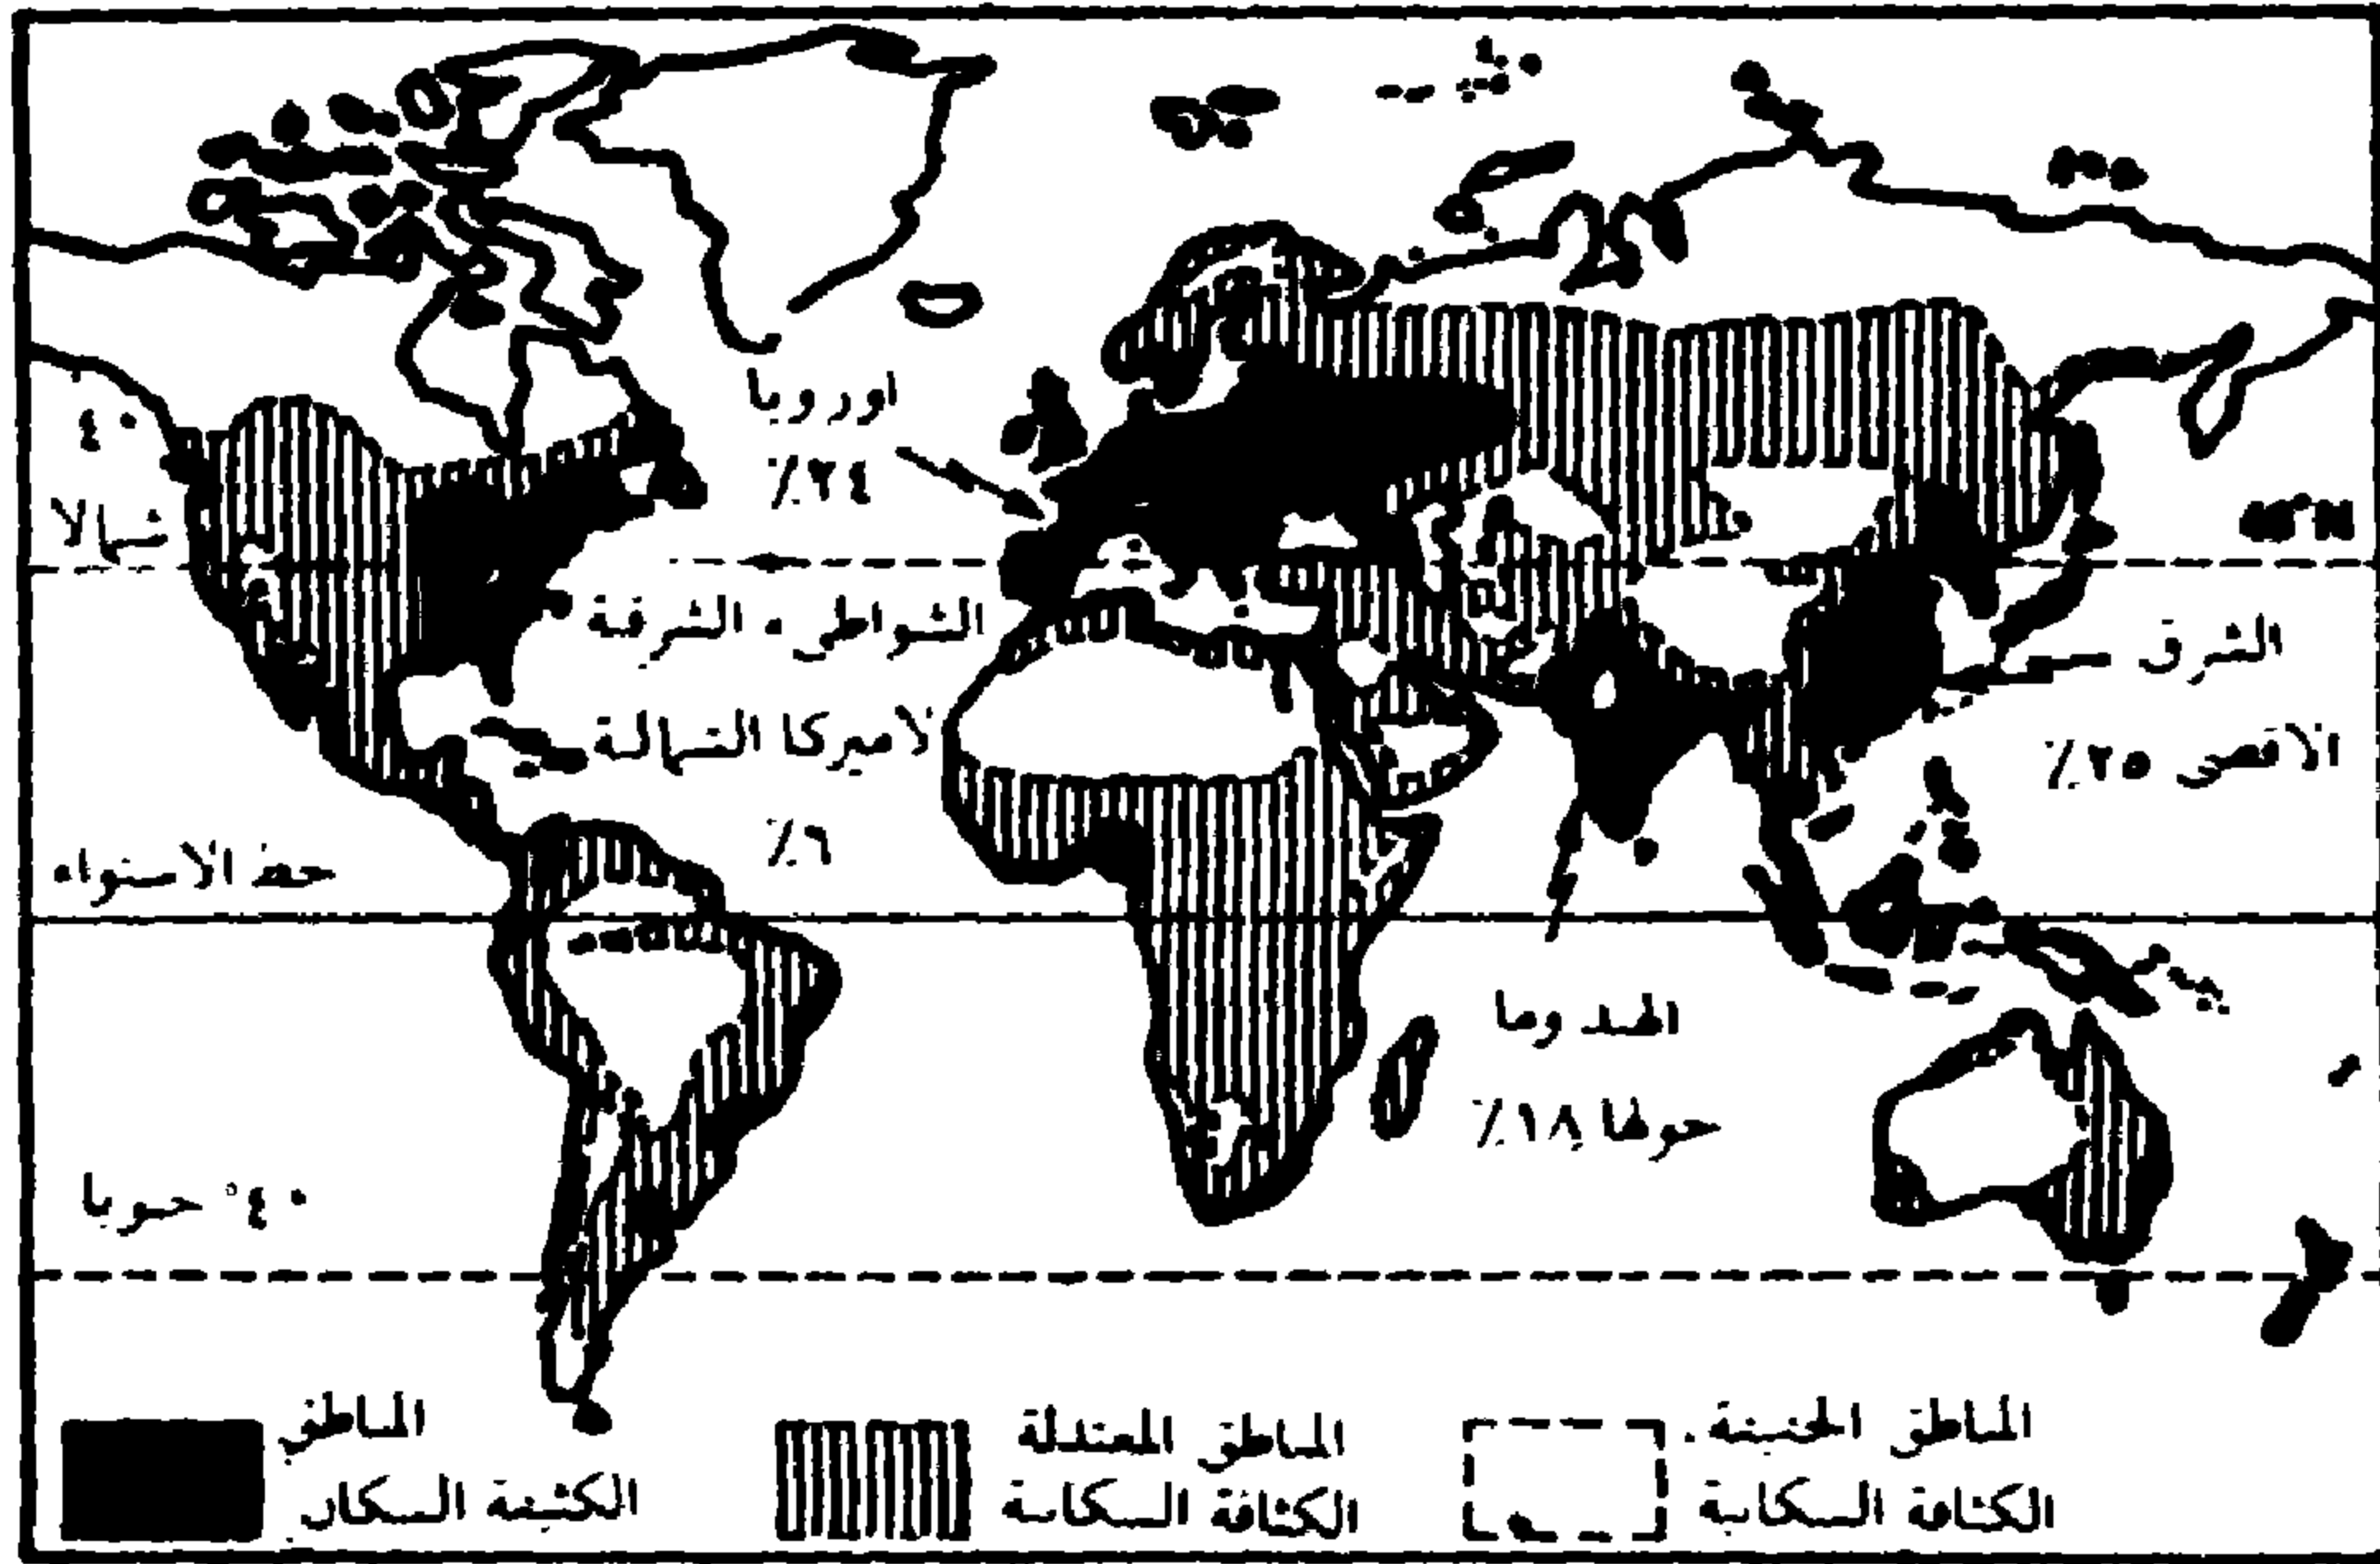 اوروبا
٢٤٪
٤٠°
شمالا
الشواطىء الشرقية
لاميركا الشمالية
٦٪
الشرق
الأقصى ٢٥٪
خط الاستواء
الهند وما
حولها ١٨٪
٤٠° جنوبا
المناطق
الكثيفة السكان
المناطق المعتدلة
الكثافة السكانية
المناطق الخفيفة
الكثافة السكانية